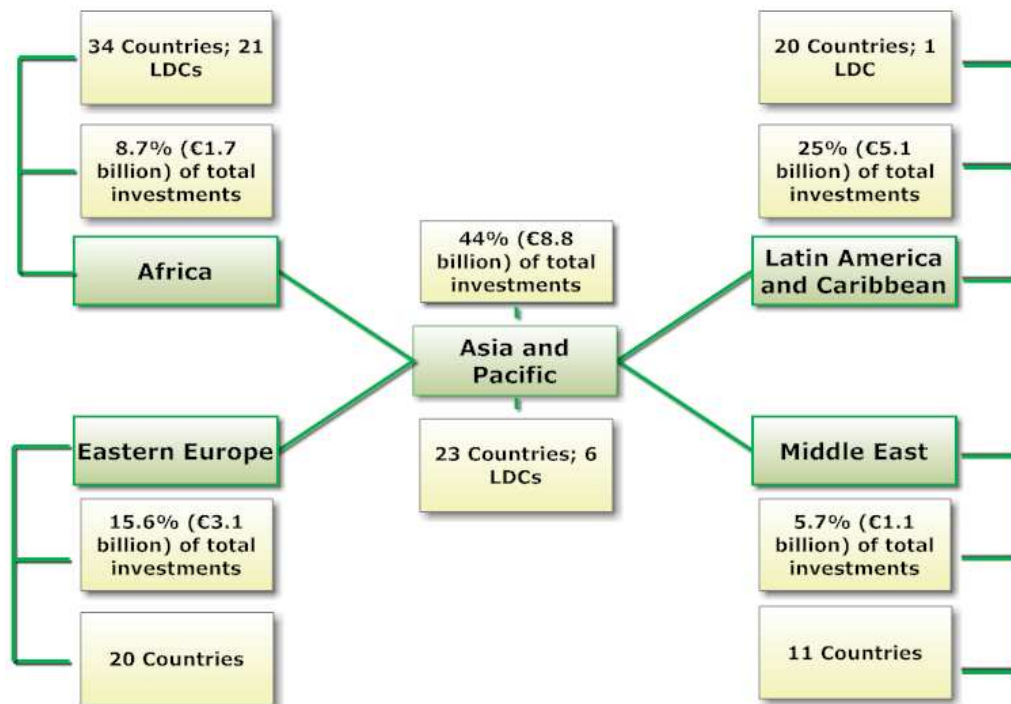 34 Countries; 21
LDCs
8.7% (€1.7
billion) of total
investments
Africa
20 Countries; 1
LDC
25% (€5.1
billion) of total
investments
Latin America
and Caribbean
44% (€8.8
billion) of total
investments
Asia and
Pacific
23 Countries; 6
LDCs
Eastern Europe
15.6% (€3.1
billion) of total
investments
20 Countries
Middle East
5.7% (€1.1
billion) of total
investments
11 Countries